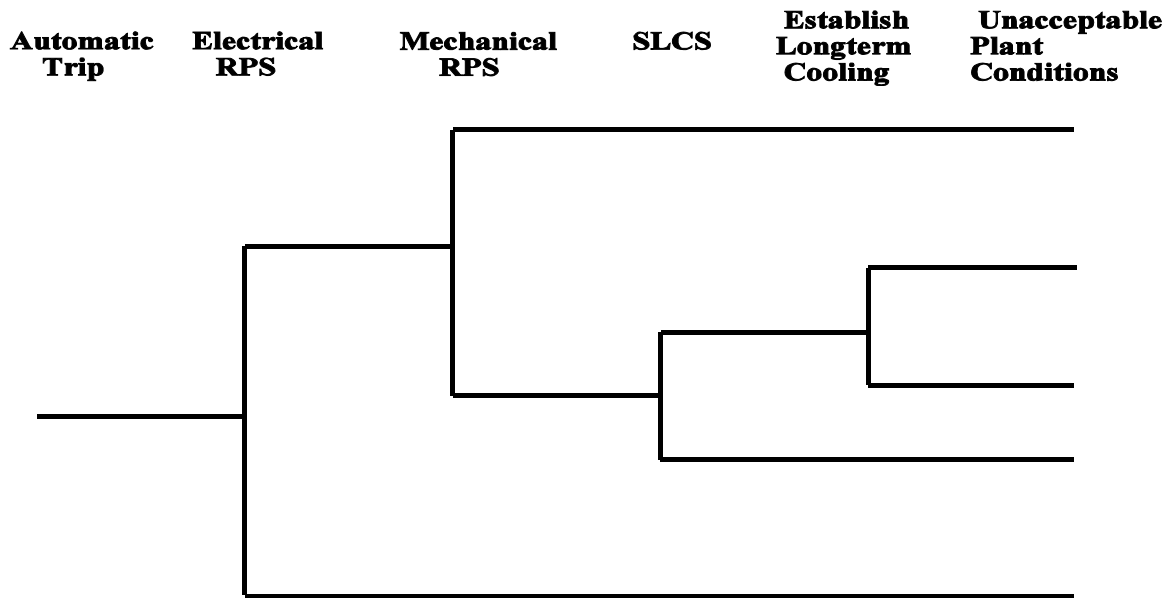 Automatic
Trip
Electrical
RPS
Mechanical
RPS
SLCS
Establish
Longterm
Cooling
Unacceptable
Plant
Conditions